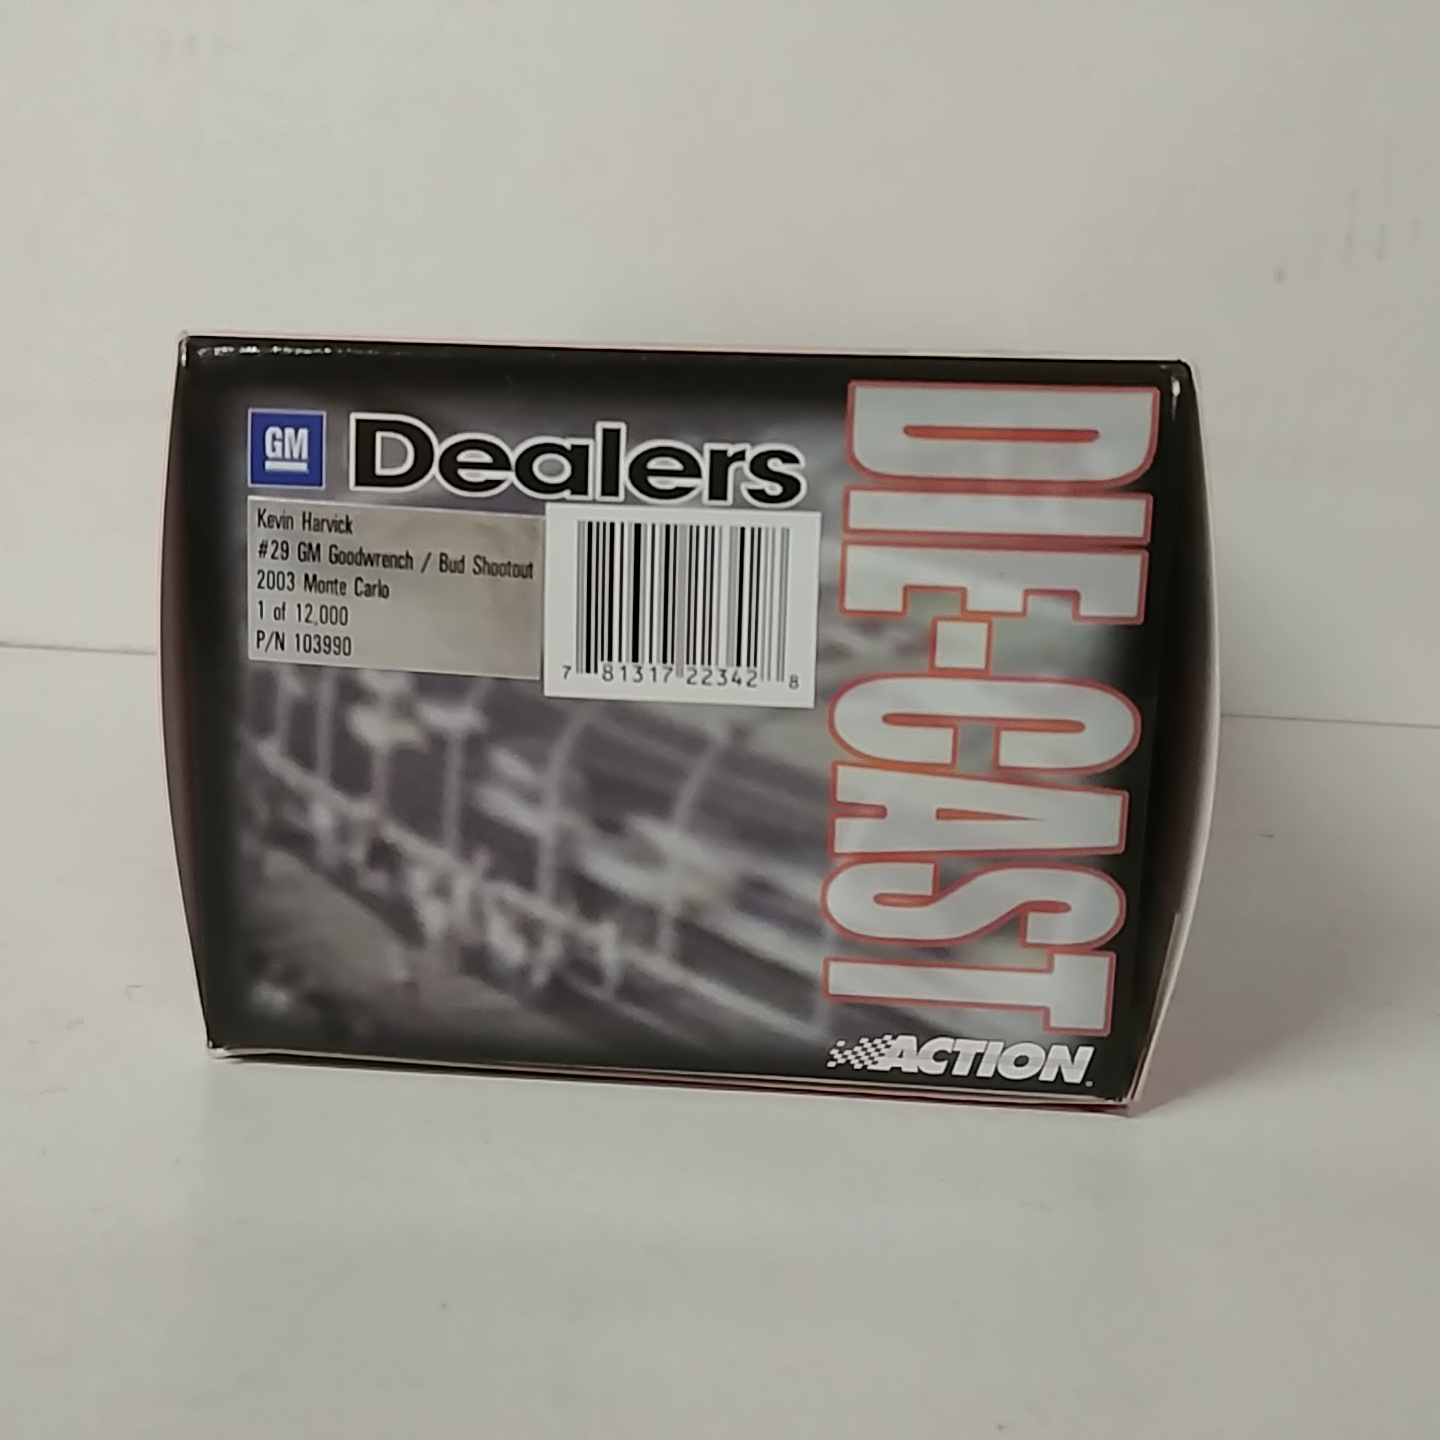 GM Dealers
Kevin Harvick
#29 GM Goodwrench / Bud Shootout
2003 Monte Carlo
1 of 12,000
P/N 103990
7 81317 22342 8
DIE-CAST
ACTION